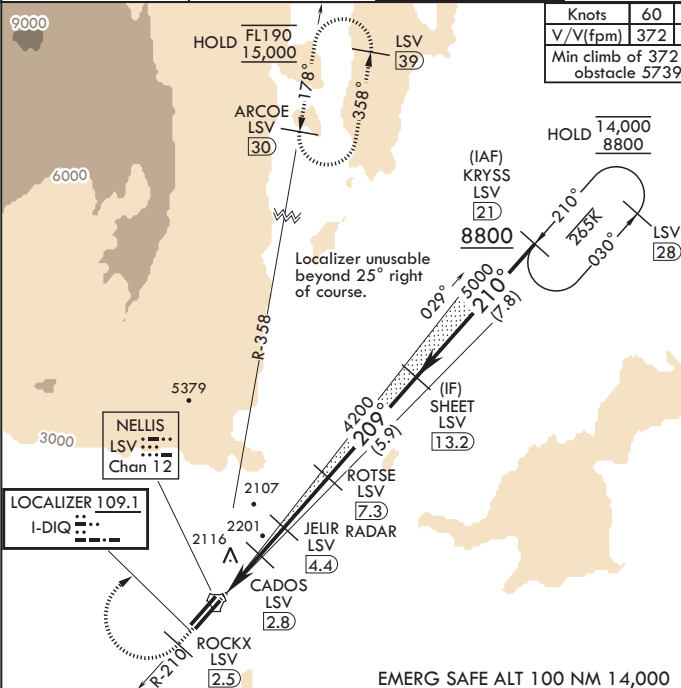 9000
HOLD FL190
15,000
LSV
39
178°
358°
ARCOE
LSV
30
Knots 60
V/V(fpm) 372
Min climb of 372
obstacle 5739
HOLD 14,000
8800
6000
(IAF)
KRYSS
LSV
21
8800
210°
265K
030°
LSV
28
Localizer unusable
beyond 25° right
of course.
029°
5000
210°
(7.8)
R-358
5379
(IF)
SHEET
LSV
13.2
4200
209°
(5.9)
3000
NELLIS
LSV
Chan 12
ROTSE
LSV
7.3
RADAR
LOCALIZER 109.1
I-DIQ
2107
2201
2116
JELIR
LSV
4.4
CADOS
LSV
2.8
ROCKX
LSV
2.5
R-210
EMERG SAFE ALT 100 NM 14,000